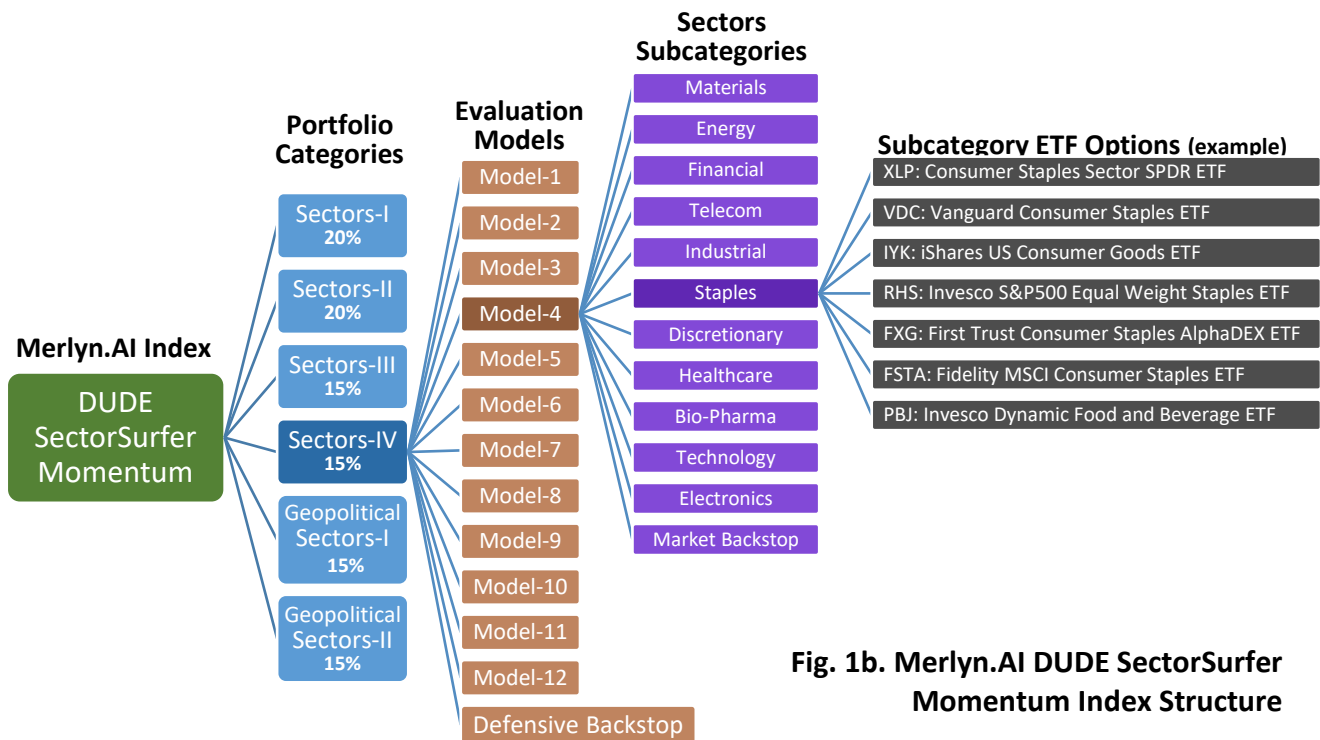 Merlyn.AI Index
DUDE
SectorSurfer
Momentum
Portfolio
Categories
Sectors-I
20%
Sectors-II
20%
Sectors-III
15%
Sectors-IV
15%
Geopolitical
Sectors-I
15%
Geopolitical
Sectors-II
15%
Evaluation
Models
Model-1
Model-2
Model-3
Model-4
Model-5
Model-6
Model-7
Model-8
Model-9
Model-10
Model-11
Model-12
Defensive Backstop
Sectors
Subcategories
Materials
Energy
Financial
Telecom
Industrial
Staples
Discretionary
Healthcare
Bio-Pharma
Technology
Electronics
Market Backstop
Subcategory ETF Options (example)
XLP: Consumer Staples Sector SPDR ETF
VDC: Vanguard Consumer Staples ETF
IYK: iShares US Consumer Goods ETF
RHS: Invesco S&P500 Equal Weight Staples ETF
FXG: First Trust Consumer Staples AlphaDEX ETF
FSTA: Fidelity MSCI Consumer Staples ETF
PBJ: Invesco Dynamic Food and Beverage ETF
Fig. 1b. Merlyn.AI DUDE SectorSurfer
Momentum Index Structure